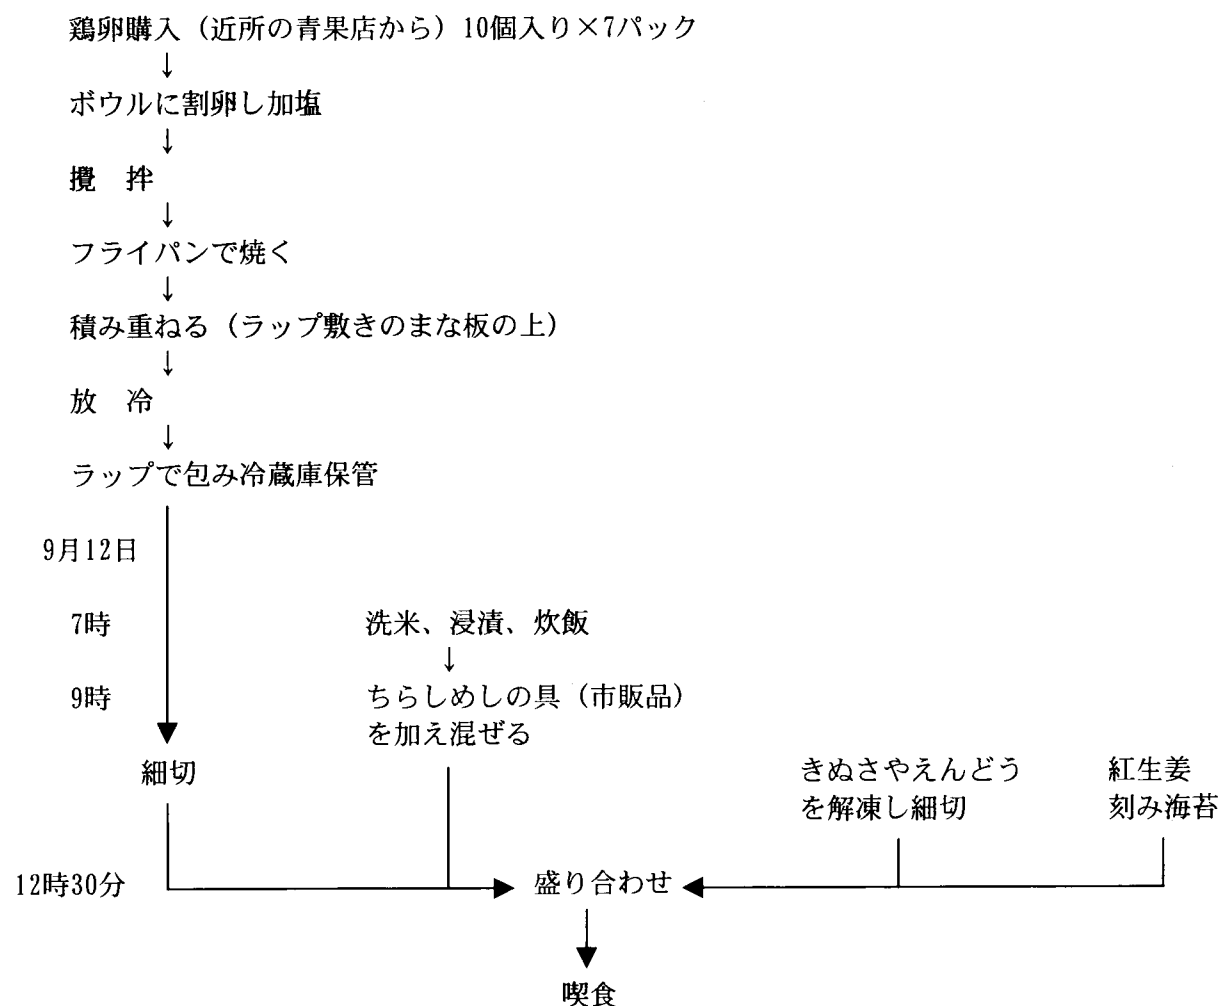 鶏卵購入（近所の青果店から）10個入り×7パック
↓
ボウルに割卵し加塩
↓
攪　拌
↓
フライパンで焼く
↓
積み重ねる（ラップ敷きのまな板の上）
↓
放　冷
↓
ラップで包み冷蔵庫保管
9月12日
7時
洗米、浸漬、炊飯
↓
9時
ちらしめしの具（市販品）
を加え混ぜる
細切
きぬさやえんどう
を解凍し細切
紅生姜
刻み海苔
12時30分
盛り合わせ
喫食